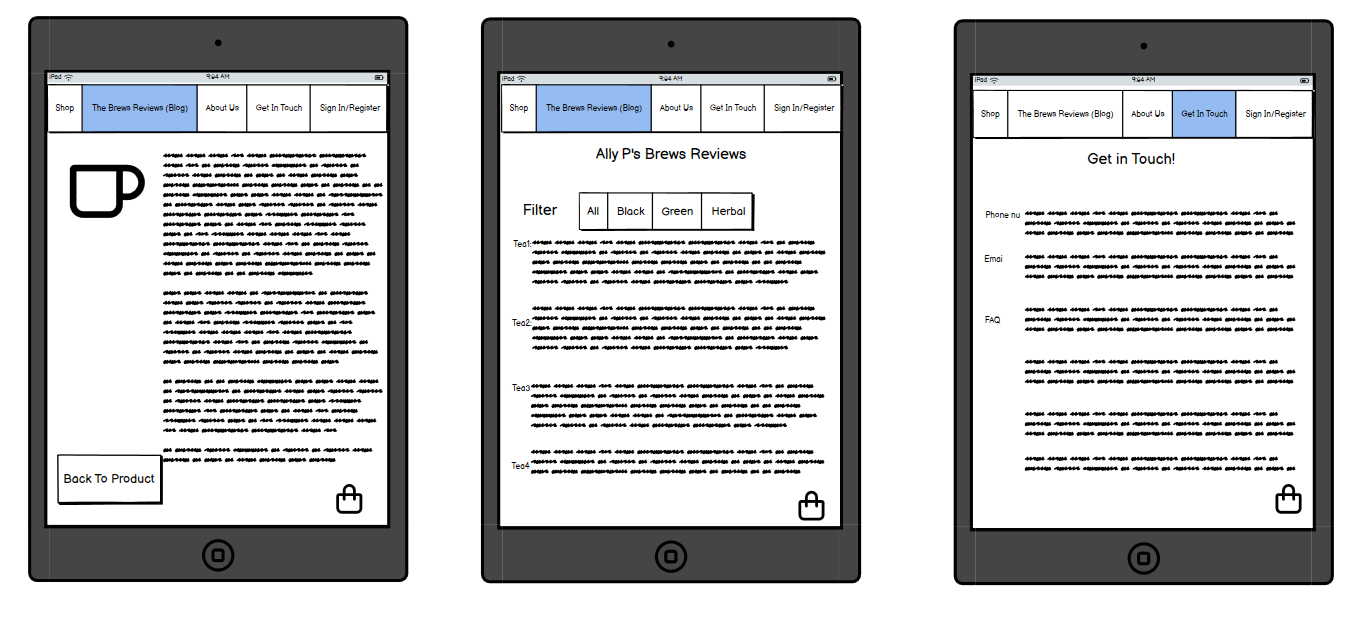 iPad 9:44 AM
Shop The Brews Reviews (Blog) About Us Get In Touch Sign In/Register
Back To Product
iPad 9:44 AM
Shop The Brews Reviews (Blog) About Us Get In Touch Sign In/Register
Ally P's Brews Reviews
Filter All Black Green Herbal
Tea1:
Tea2:
Tea3
Tea4
iPad 9:44 AM
Shop The Brews Reviews (Blog) About Us Get In Touch Sign In/Register
Get in Touch!
Phone nu
Emai
FAQ